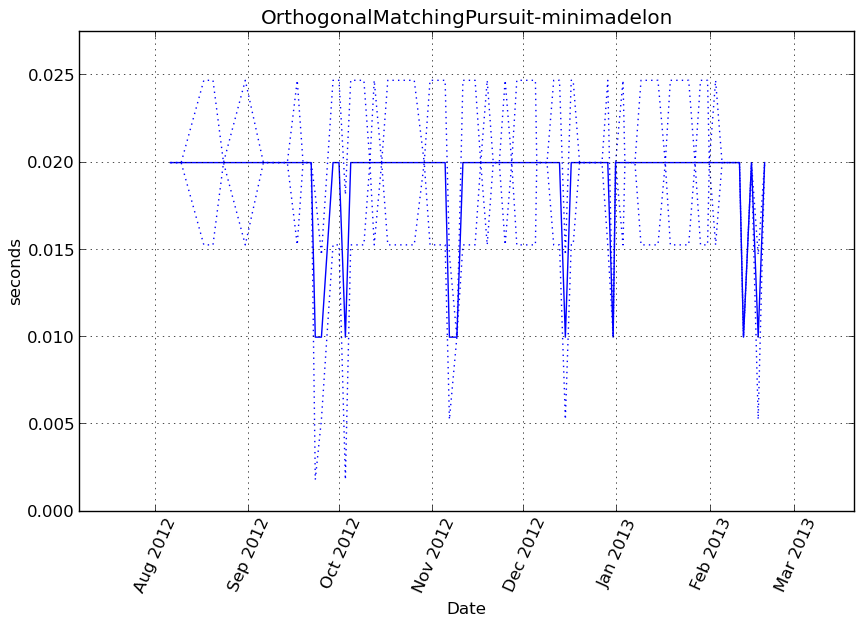 OrthogonalMatchingPursuit-minimadelon
0.025
0.020
0.015
0.010
0.005
0.000
seconds
Aug 2012
Sep 2012
Oct 2012
Nov 2012
Dec 2012
Jan 2013
Feb 2013
Mar 2013
Date